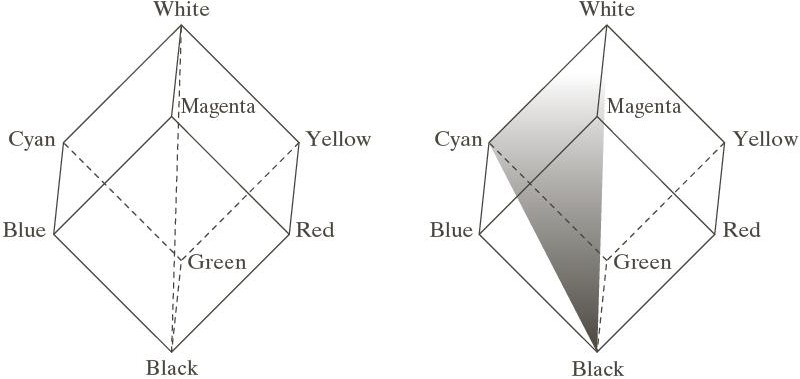 White
Magenta
Cyan
Yellow
Blue
Red
Green
Black
White
Magenta
Cyan
Yellow
Blue
Red
Green
Black